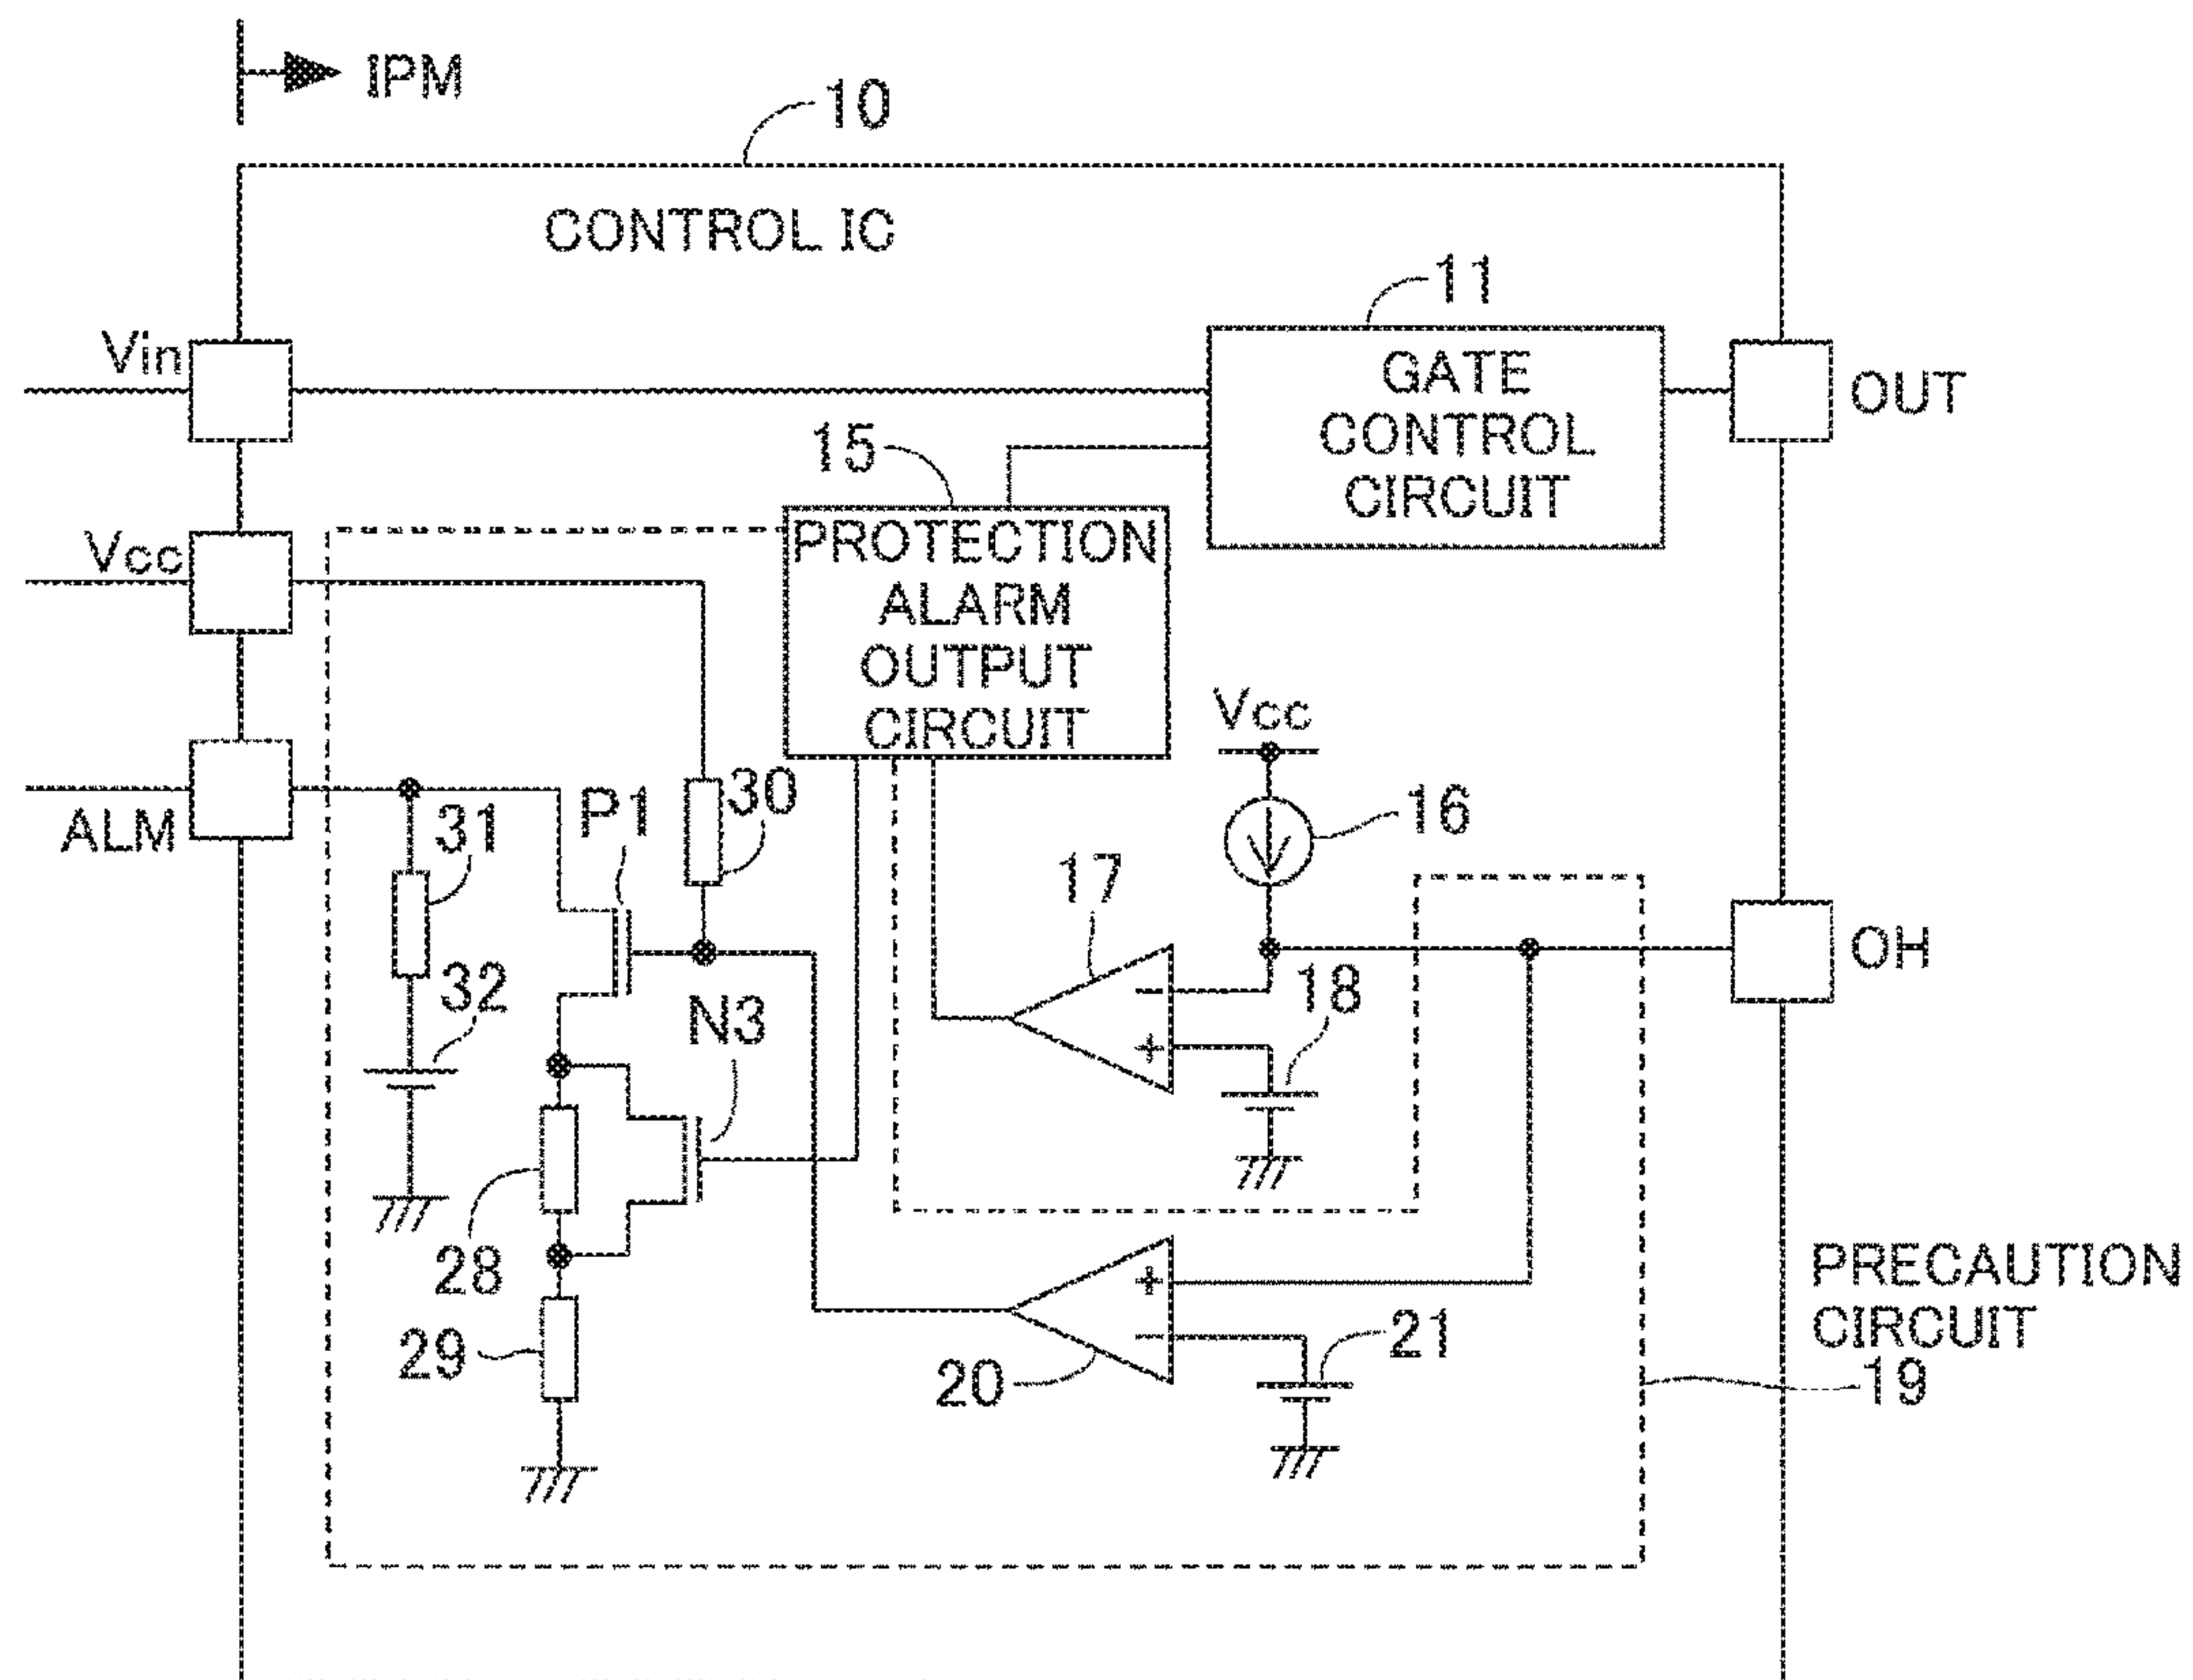 IPM
10
CONTROL IC
11
Vin
GATE
CONTROL
CIRCUIT
OUT
15
Vcc
PROTECTION
ALARM
OUTPUT
CIRCUIT
Vcc
ALM
31
P1
30
16
17
OH
32
N3
18
28
PRECAUTION
CIRCUIT
29
20
21
19
+
−
+
−